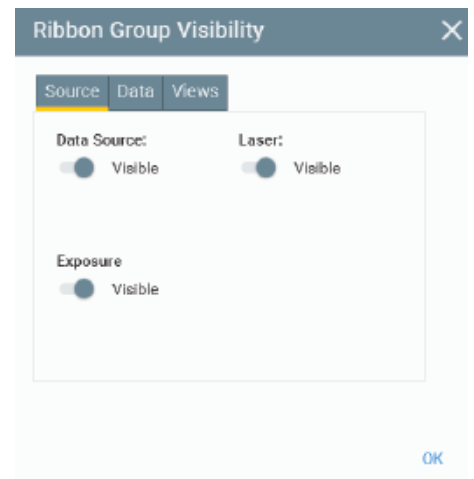 Ribbon Group Visibility
Source Data Views
Data Source: Laser:
Visible Visible
Exposure
Visible
OK